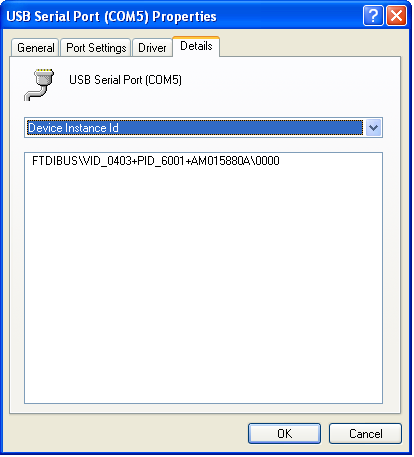 USB Serial Port (COM5) Properties
General Port Settings Driver Details
USB Serial Port (COM5)
Device Instance Id
FTDIBUS\VID_0403+PID_6001+AM015880A\0000
OK Cancel